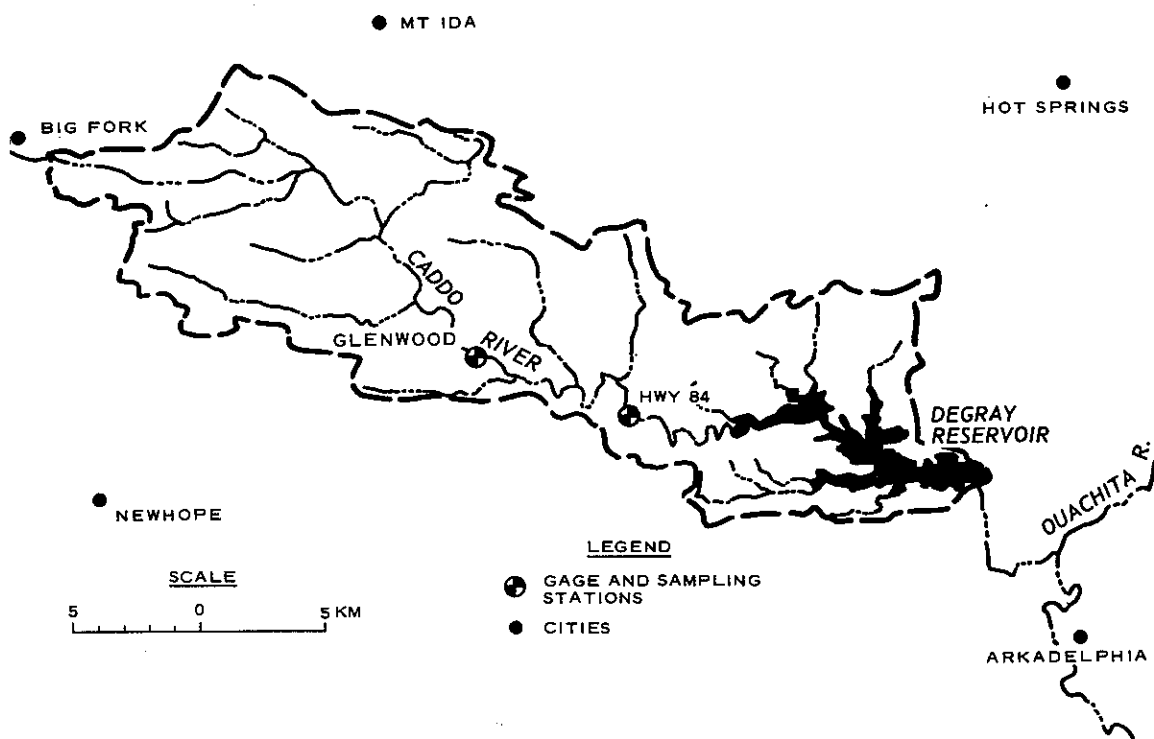 MT IDA
HOT SPRINGS
BIG FORK
CADDO
RIVER
GLENWOOD
HWY 84
DEGRAY
RESERVOIR
OUACHITA R.
NEWHOPE
SCALE
5 0 5 KM
LEGEND
GAGE AND SAMPLING
STATIONS
CITIES
ARKADELPHIA